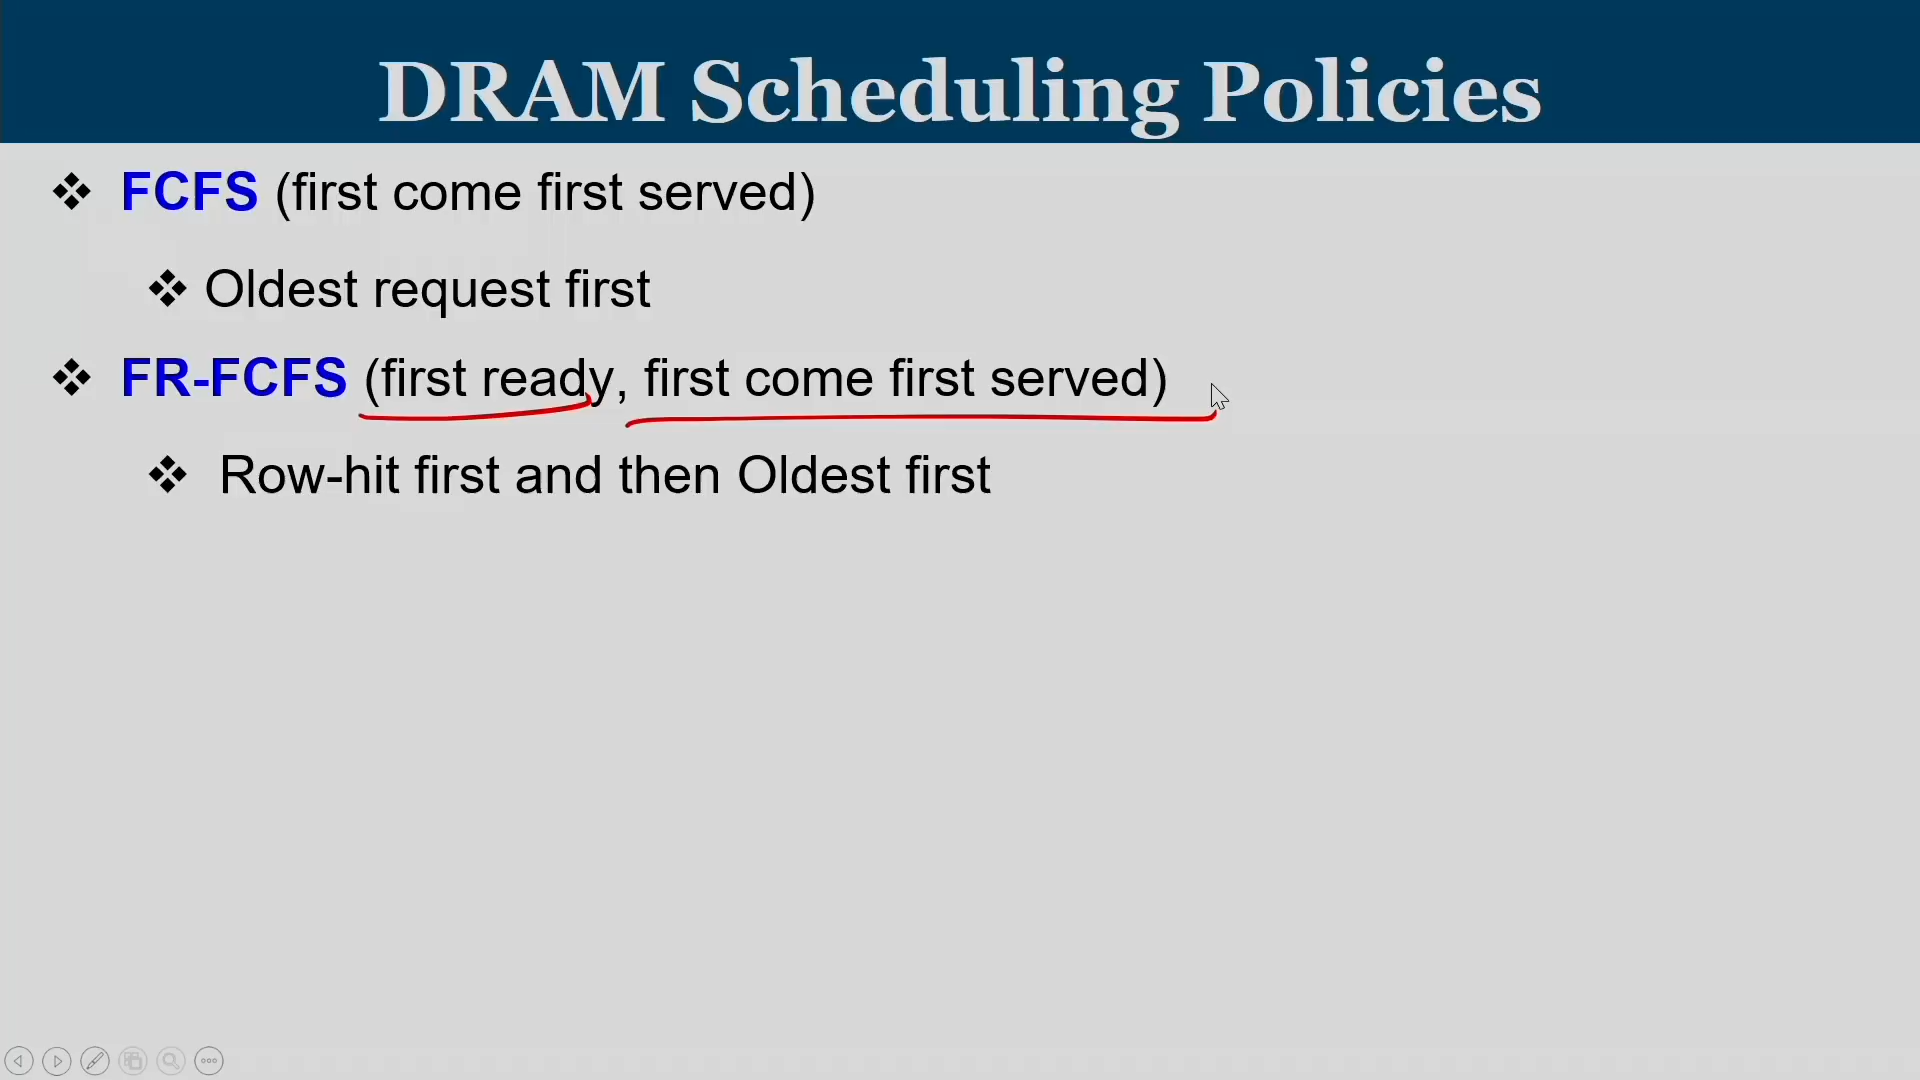 DRAM Scheduling Policies
❖ FCFS (first come first served)
❖ Oldest request first
❖ FR-FCFS (first ready, first come first served)
❖ Row-hit first and then Oldest first